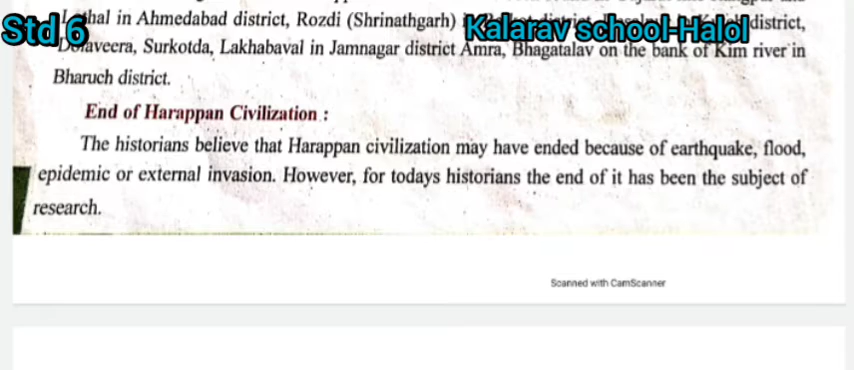 Std 6
Kalarav school-Halol
in Ahmedabad district, Rozdi (Shrinathgarh) district,
Surkotda, Lakhabaval in Jamnagar district Amra, Bhagatalav on the bank of Kim river in
Bharuch district.
End of Harappan Civilization :
The historians believe that Harappan civilization may have ended because of earthquake, flood,
epidemic or external invasion. However, for todays historians the end of it has been the subject of
research.
Scanned with CamScanner